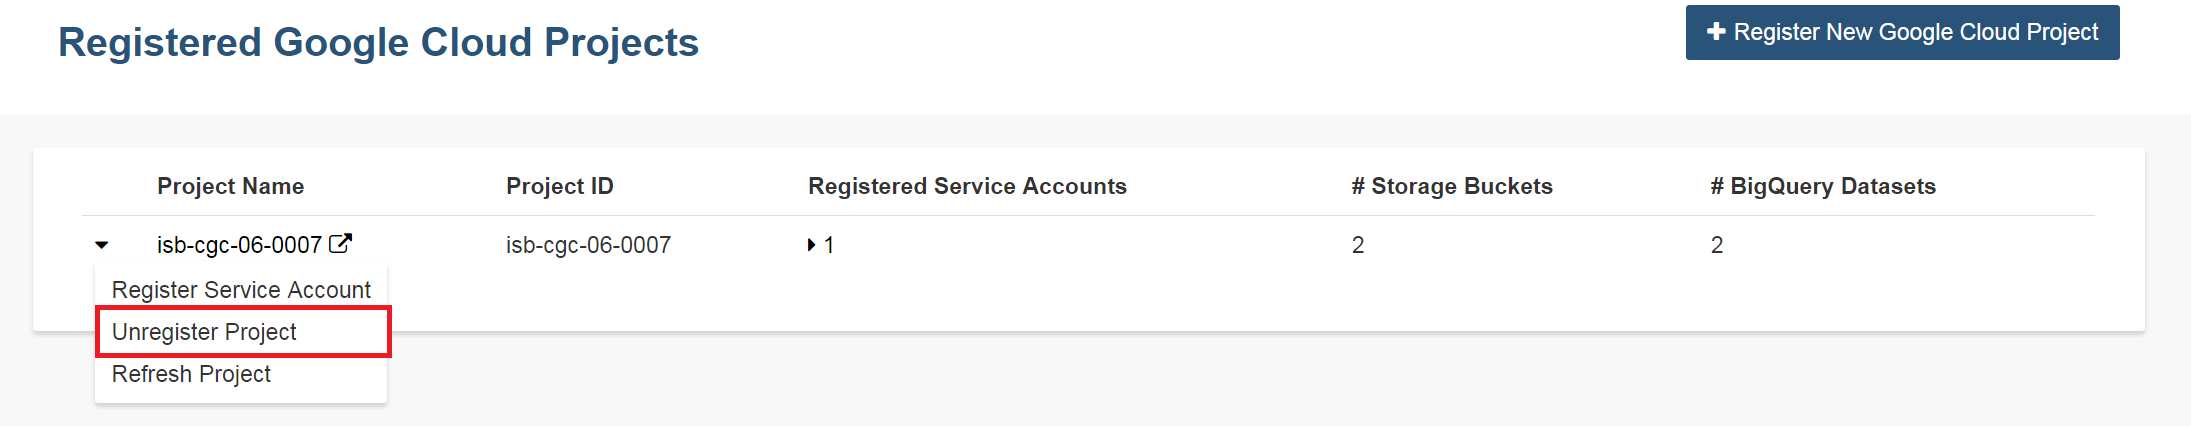 Registered Google Cloud Projects
Register New Google Cloud Project
Project Name Project ID Registered Service Accounts # Storage Buckets # BigQuery Datasets
isb-cgc-06-0007 isb-cgc-06-0007 1 2 2
Register Service Account
Unregister Project
Refresh Project